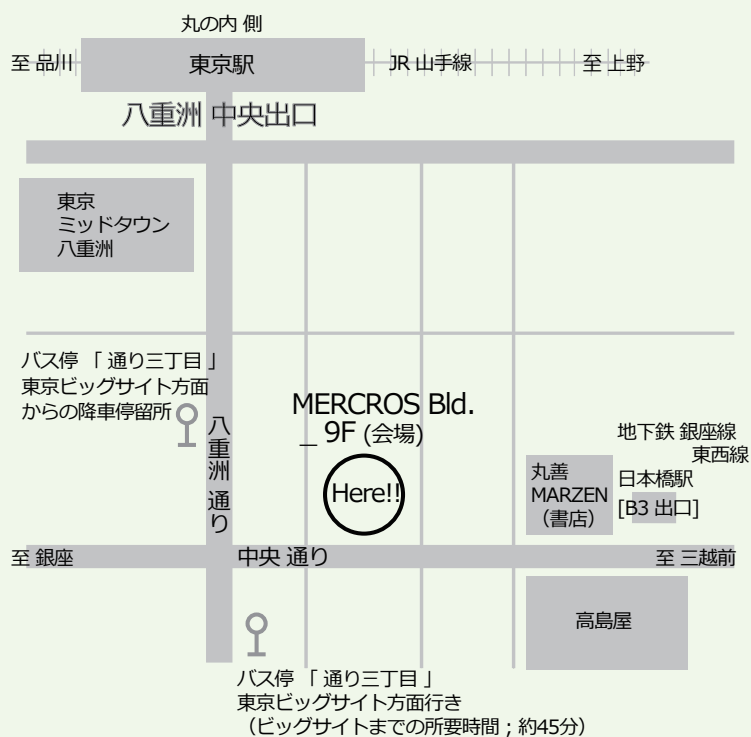 丸の内 側
至 品川
東京駅
JR 山手線
至 上野
八重洲 中央出口
東京
ミッドタウン
八重洲
バス停 「 通り三丁目 」
東京ビッグサイト方面
からの降車停留所
八重洲 通り
MERCROS Bld.
_ 9F (会場)
Here!!
地下鉄 銀座線
東西線
日本橋駅
[B3 出口]
丸善
MARZEN
（書店）
至 銀座
中央 通り
至 三越前
高島屋
バス停 「 通り三丁目 」
東京ビッグサイト方面行き
（ビッグサイトまでの所要時間 ; 約45分）